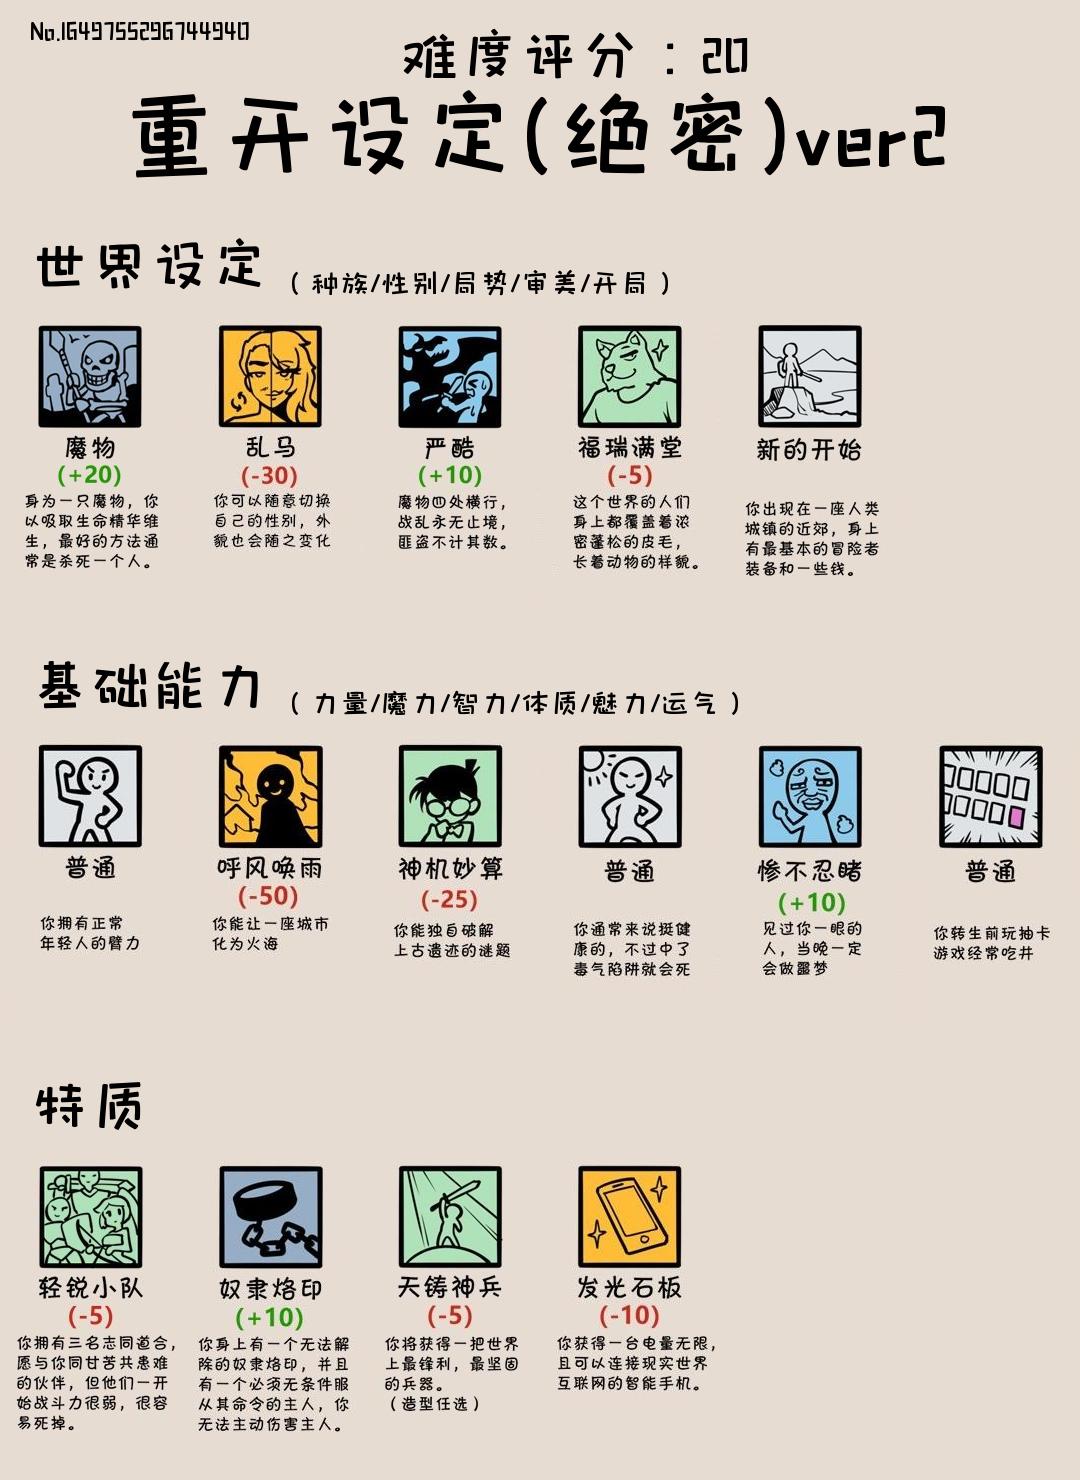 No.1649755296744940
难度评分：20
重开设定(绝密)ver2
世界设定
（种族/性别/局势/审美/开局）
魔物
(+20)
身为一只魔物，你
以吸取生命精华维
生，最好的方法通
常是杀死一个人。
乱马
(-30)
你可以随意切换
自己的性别，外
貌也会随之变化
严酷
(+10)
魔物四处横行，
战乱永无止境，
匪盗不计其数。
福瑞满堂
(-5)
这个世界的人们
身上都覆盖着浓
密蓬松的皮毛，
长着动物的样貌。
新的开始
你出现在一座人类
城镇的近郊，身上
有最基本的冒险者
装备和一些钱。
基础能力
（力量/魔力/智力/体质/魅力/运气）
普通
你拥有正常
年轻人的臂力
呼风唤雨
(-50)
你能让一座城市
化为火海
神机妙算
(-25)
你能独自破解
上古遗迹的谜题
普通
你通常来说挺健
康的，不过中了
毒气陷阱就会死
惨不忍睹
(+10)
见过你一眼的
人，当晚一定
会做噩梦
普通
你转生前玩抽卡
游戏经常吃井
特质
轻锐小队
(-5)
你拥有三名志同道合，
愿与你同甘苦共患难
的伙伴，但他们一开
始战斗力很弱，很容
易死掉。
奴隶烙印
(+10)
你身上有一个无法解
除的奴隶烙印，并且
有一个必须无条件服
从其命令的主人，你
无法主动伤害主人。
天铸神兵
(-5)
你将获得一把世界
上最锋利，最坚固
的兵器。
（造型任选）
发光石板
(-10)
你获得一台电量无限，
且可以连接现实世界
互联网的智能手机。